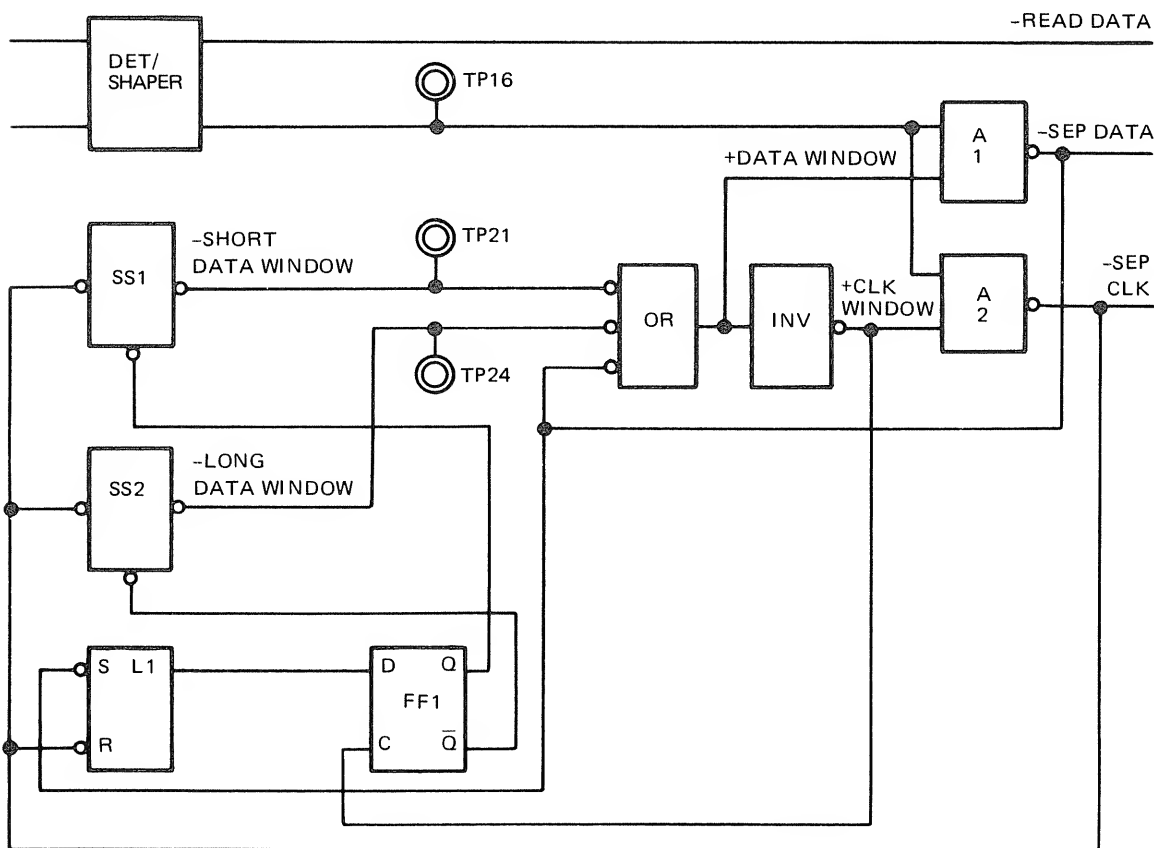 –READ DATA
DET/
SHAPER
TP16
A
1
–SEP DATA
+DATA WINDOW
SS1
–SHORT
DATA WINDOW
TP21
OR
INV
+CLK
WINDOW
A
2
–SEP
CLK
TP24
SS2
–LONG
DATA WINDOW
S L1
R
D Q
FF1
C Q̅